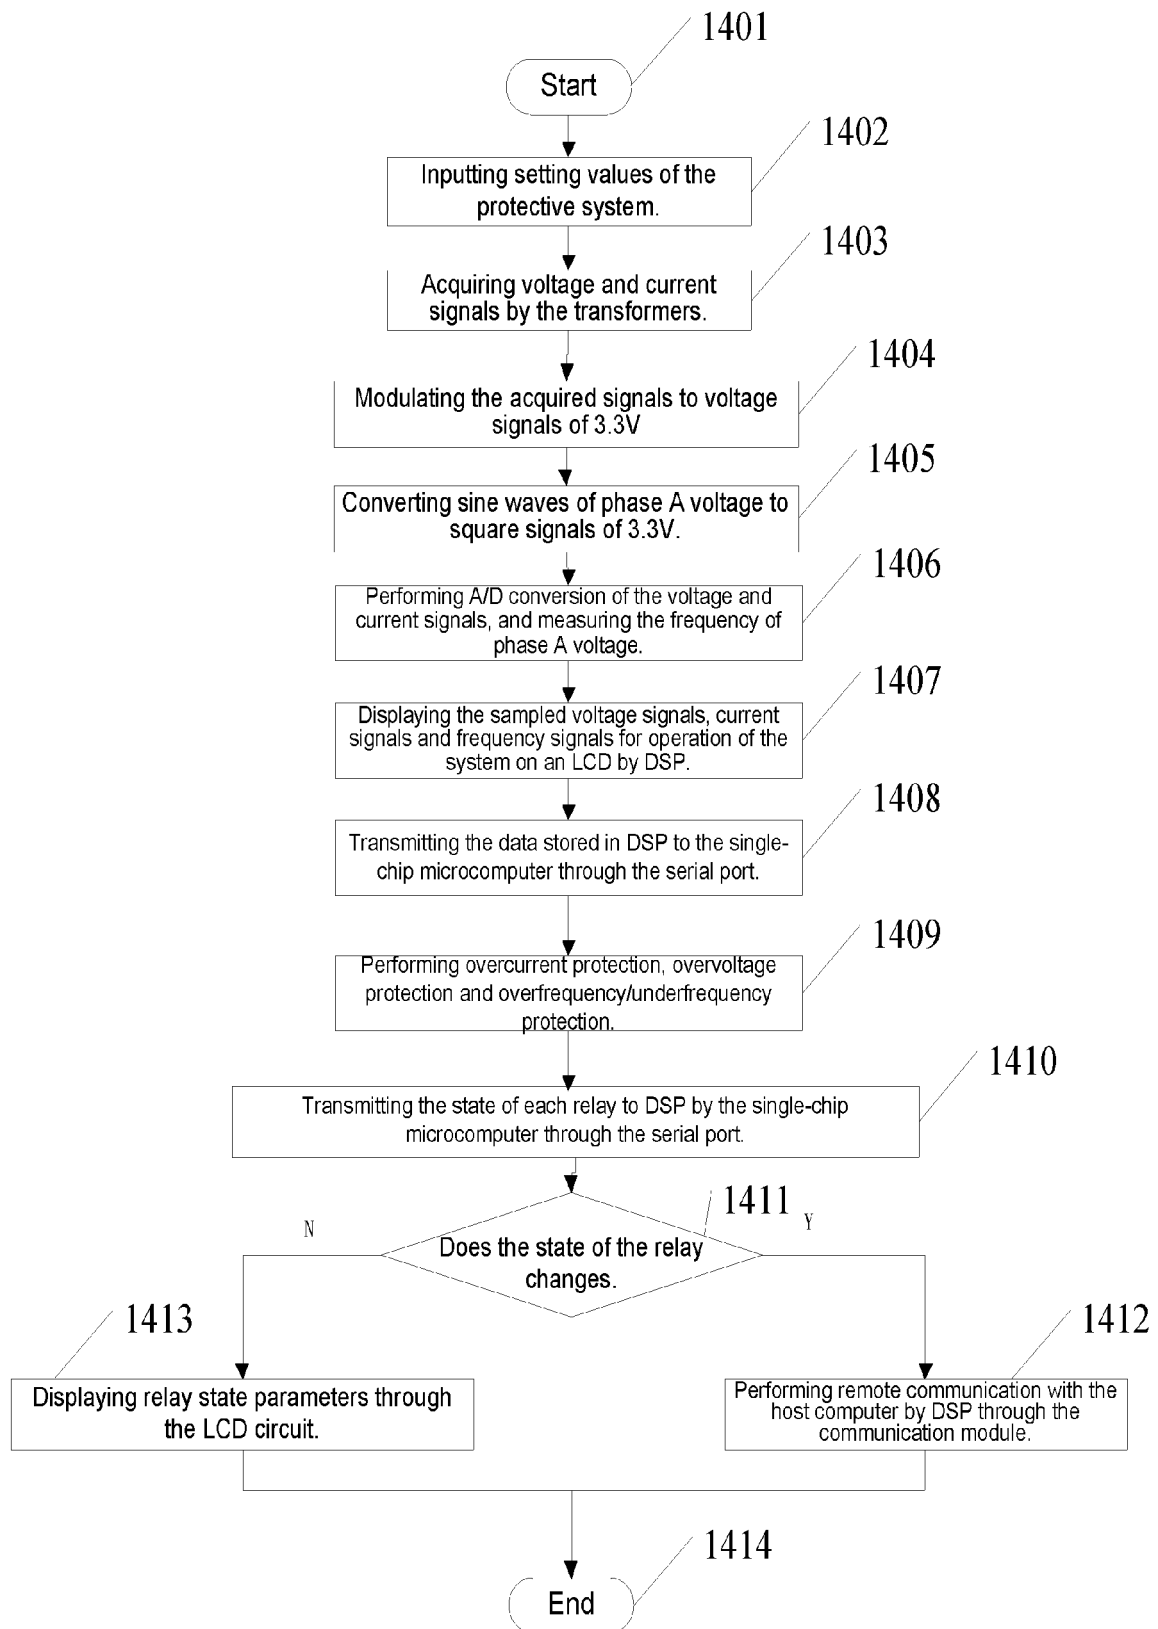 1401
Start
1402
Inputting setting values of the
protective system.
1403
Acquiring voltage and current
signals by the transformers.
1404
Modulating the acquired signals to voltage
signals of 3.3V
1405
Converting sine waves of phase A voltage to
square signals of 3.3V.
1406
Performing A/D conversion of the voltage and
current signals, and measuring the frequency of
phase A voltage.
1407
Displaying the sampled voltage signals, current
signals and frequency signals for operation of the
system on an LCD by DSP.
1408
Transmitting the data stored in DSP to the single-
chip microcomputer through the serial port.
1409
Performing overcurrent protection, overvoltage
protection and overfrequency/underfrequency
protection.
1410
Transmitting the state of each relay to DSP by the single-chip
microcomputer through the serial port.
1411
N
Y
Does the state of the relay
changes.
1413
1412
Displaying relay state parameters through
the LCD circuit.
Performing remote communication with the
host computer by DSP through the
communication module.
1414
End